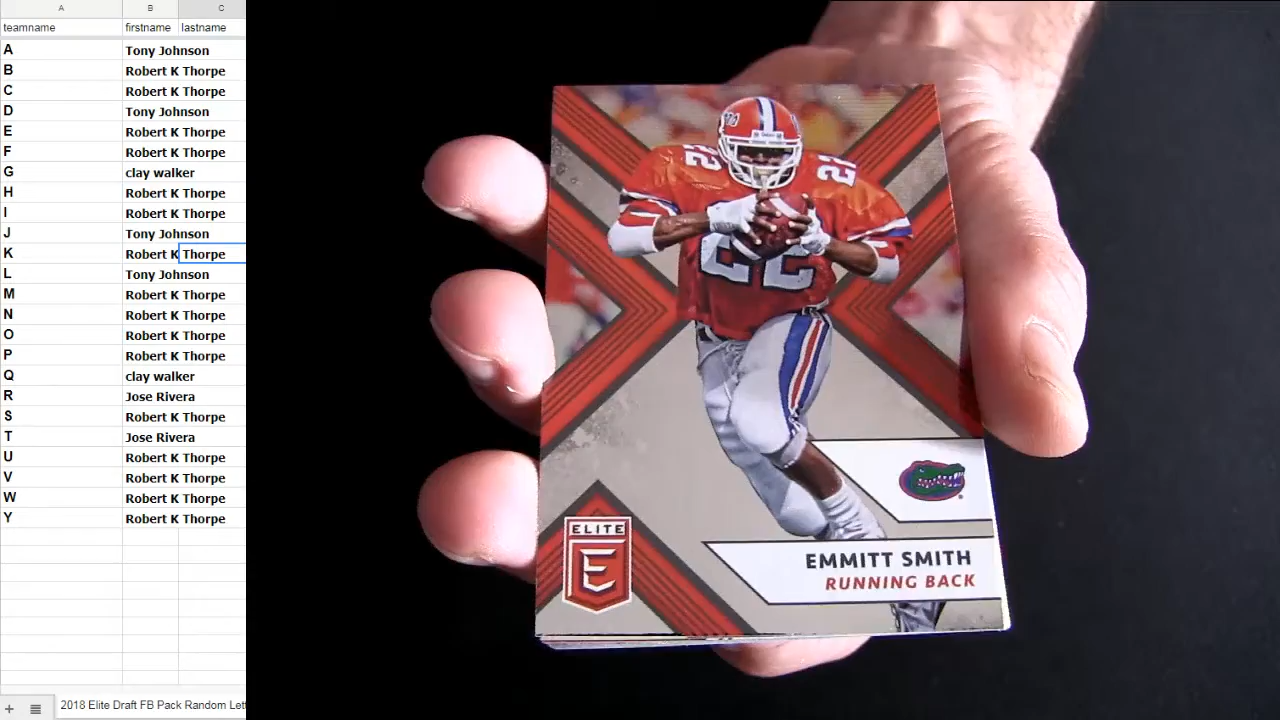 A B C
teamname firstname lastname
A Tony Johnson
B Robert K Thorpe
C Robert K Thorpe
D Tony Johnson
E Robert K Thorpe
F Robert K Thorpe
G clay walker
H Robert K Thorpe
I Robert K Thorpe
J Tony Johnson
K Robert K Thorpe
L Tony Johnson
M Robert K Thorpe
N Robert K Thorpe
O Robert K Thorpe
P Robert K Thorpe
Q clay walker
R Jose Rivera
S Robert K Thorpe
T Jose Rivera
U Robert K Thorpe
V Robert K Thorpe
W Robert K Thorpe
Y Robert K Thorpe
2018 Elite Draft FB Pack Random Lett
22
22
22
ELITE
E
EMMITT SMITH
RUNNING BACK